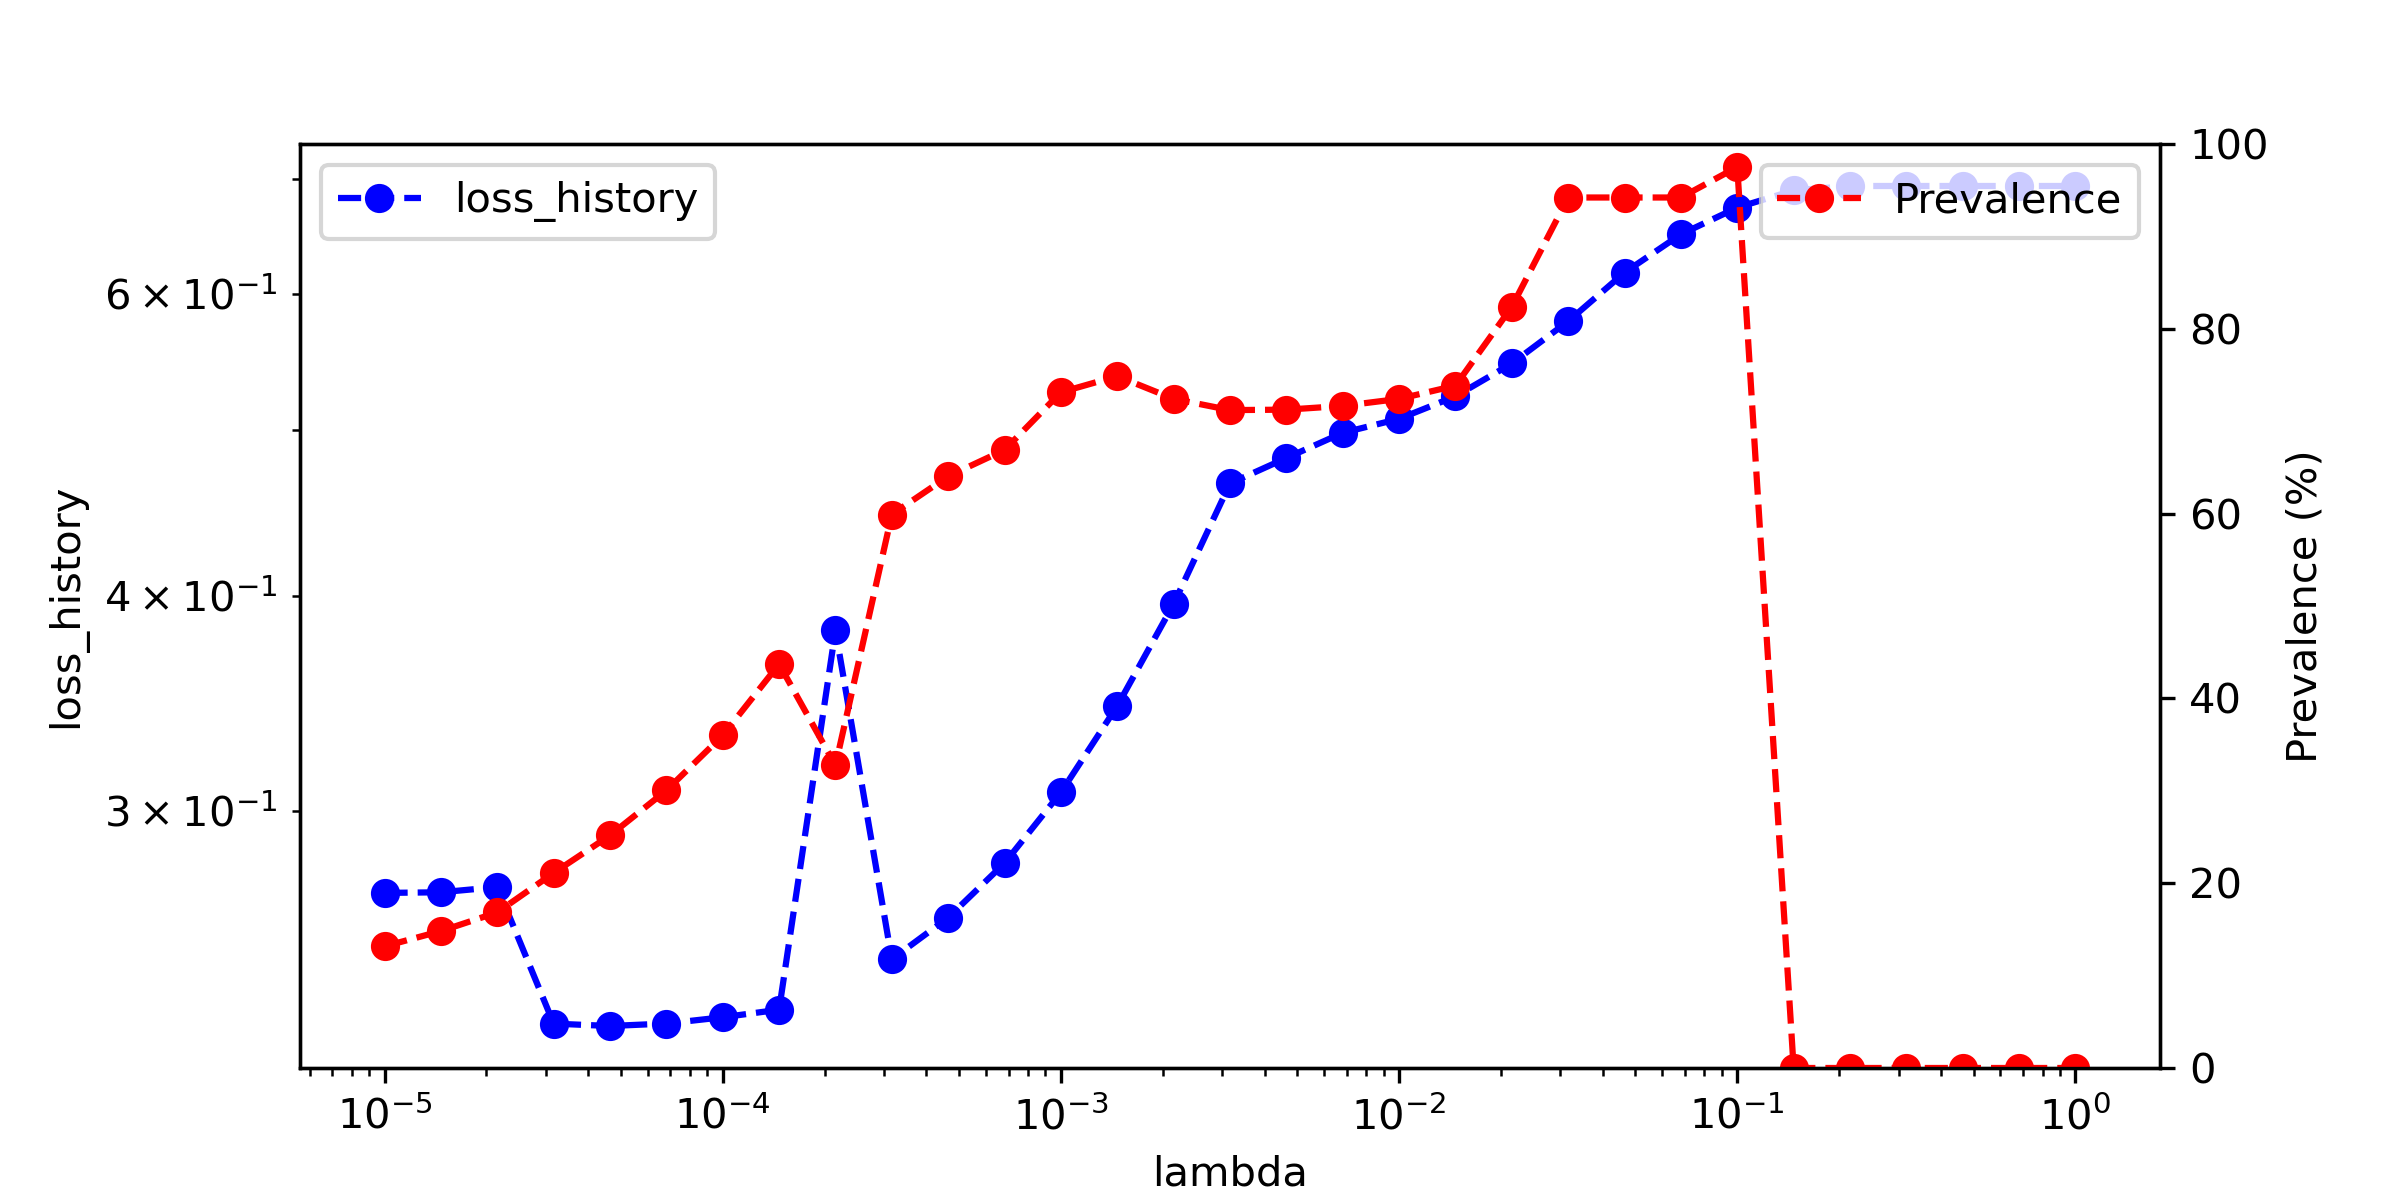 loss_history
Prevalence
6 × 10⁻¹
4 × 10⁻¹
3 × 10⁻¹
loss_history
100
80
60
40
20
0
Prevalence (%)
10⁻⁵
10⁻⁴
10⁻³
10⁻²
10⁻¹
10⁰
lambda